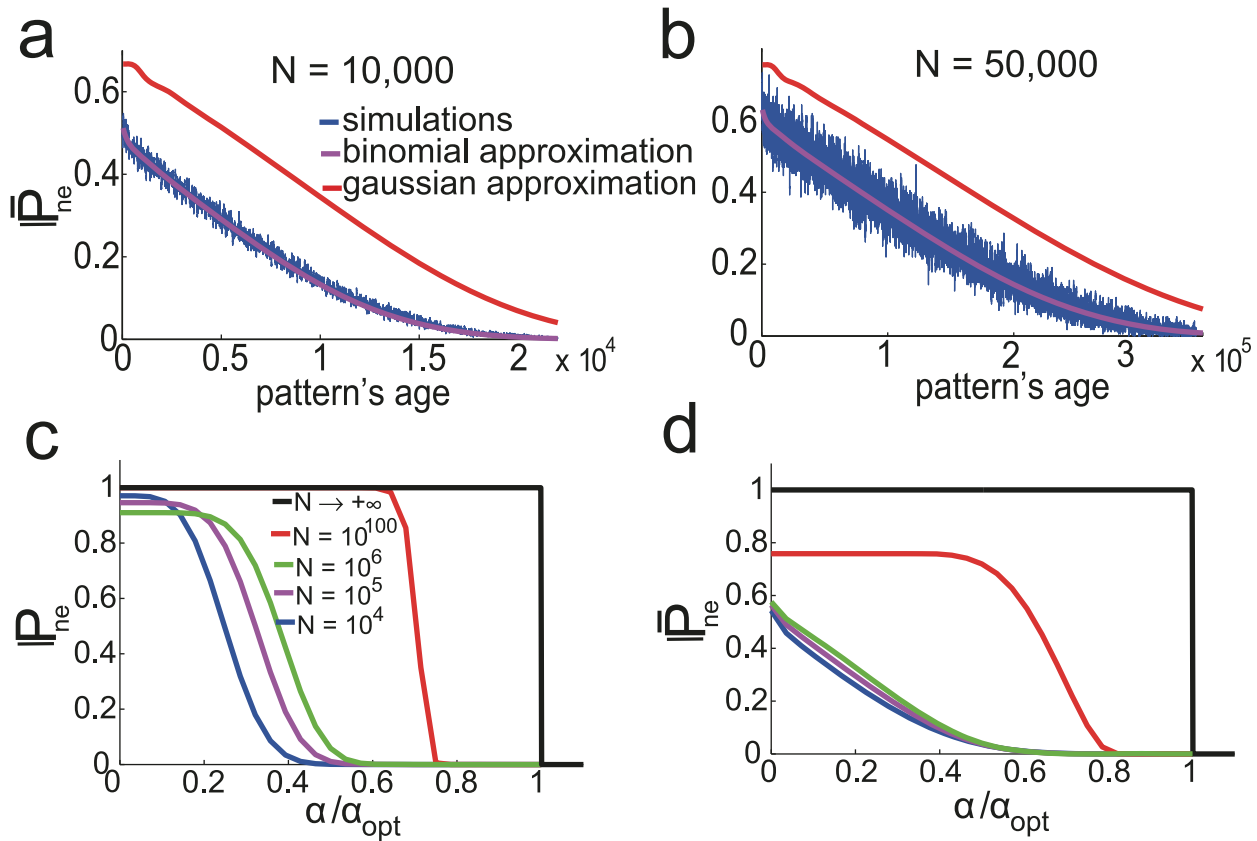 a
N = 10,000
simulations
binomial approximation
gaussian approximation
0.6
0.4
0.2
0
P̄ne
0
0.5
1
1.5
2
x 10⁴
pattern's age
b
N = 50,000
0.6
0.4
0.2
0
0
1
2
3
x 10⁵
pattern's age
c
1
0.8
0.6
0.4
0.2
0
Pne
N → +∞
N = 10¹⁰⁰
N = 10⁶
N = 10⁵
N = 10⁴
0
0.2
0.4
0.6
0.8
1
α/αopt
d
1
0.8
0.6
0.4
0.2
0
P̄ne
0
0.2
0.4
0.6
0.8
1
α/αopt